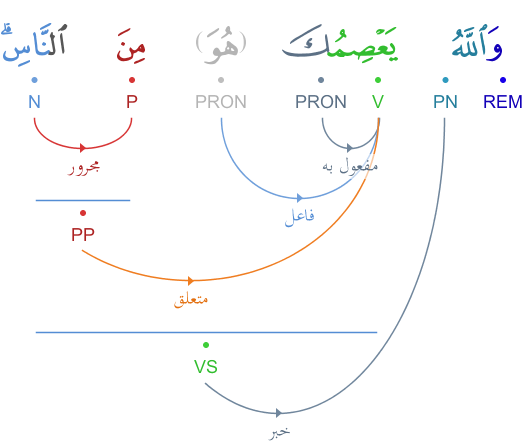 وَٱللَّهُ يَعْصِمُكَ (هُوَ) مِنَ ٱلنَّاسِ ۗ
REM PN V PRON PRON P N
مفعول به
مجرور
فاعل
PP
متعلق
VS
خبر